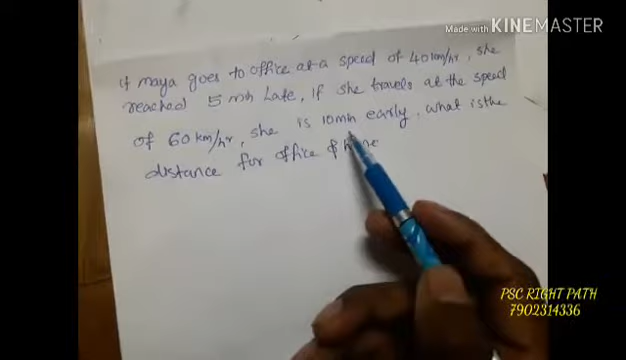 Made with KINEMASTER
if maya goes to office at a speed of 40 km/hr, she
reached 5 min Late, If she travels at the speed
of 60 km/hr, she is 10min early, what is the
distance for office &
PSC RIGHT PATH
7902314336